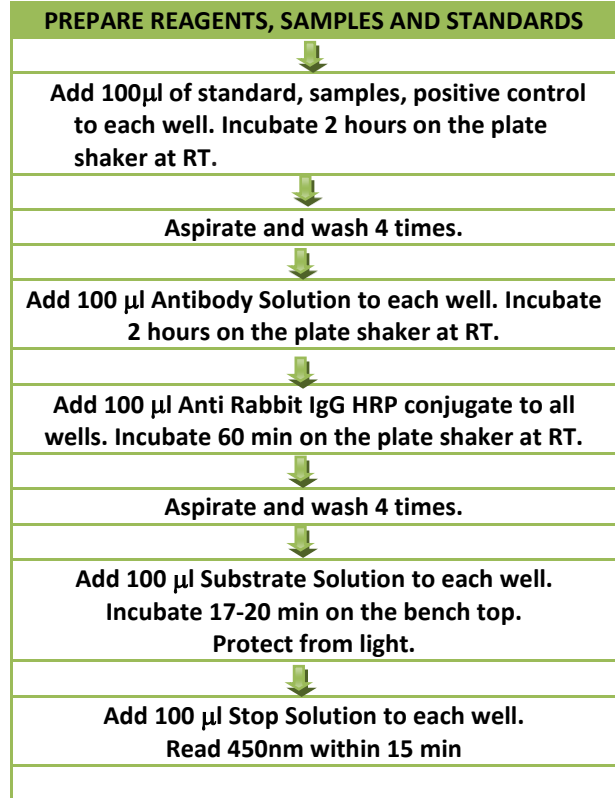 PREPARE REAGENTS, SAMPLES AND STANDARDS
Add 100μl of standard, samples, positive control
to each well. Incubate 2 hours on the plate
shaker at RT.
Aspirate and wash 4 times.
Add 100 μl Antibody Solution to each well. Incubate
2 hours on the plate shaker at RT.
Add 100 μl Anti Rabbit IgG HRP conjugate to all
wells. Incubate 60 min on the plate shaker at RT.
Aspirate and wash 4 times.
Add 100 μl Substrate Solution to each well.
Incubate 17-20 min on the bench top.
Protect from light.
Add 100 μl Stop Solution to each well.
Read 450nm within 15 min